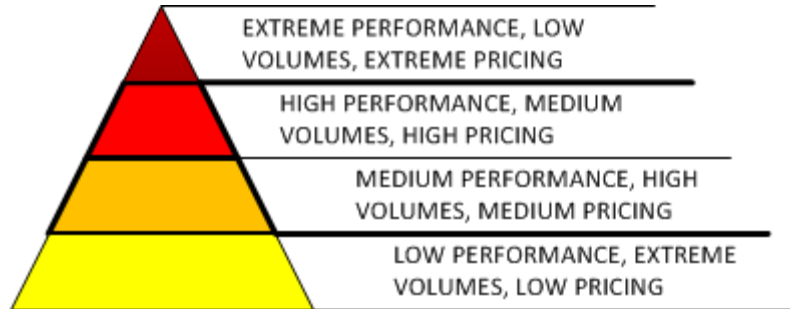 EXTREME PERFORMANCE, LOW
VOLUMES, EXTREME PRICING
HIGH PERFORMANCE, MEDIUM
VOLUMES, HIGH PRICING
MEDIUM PERFORMANCE, HIGH
VOLUMES, MEDIUM PRICING
LOW PERFORMANCE, EXTREME
VOLUMES, LOW PRICING